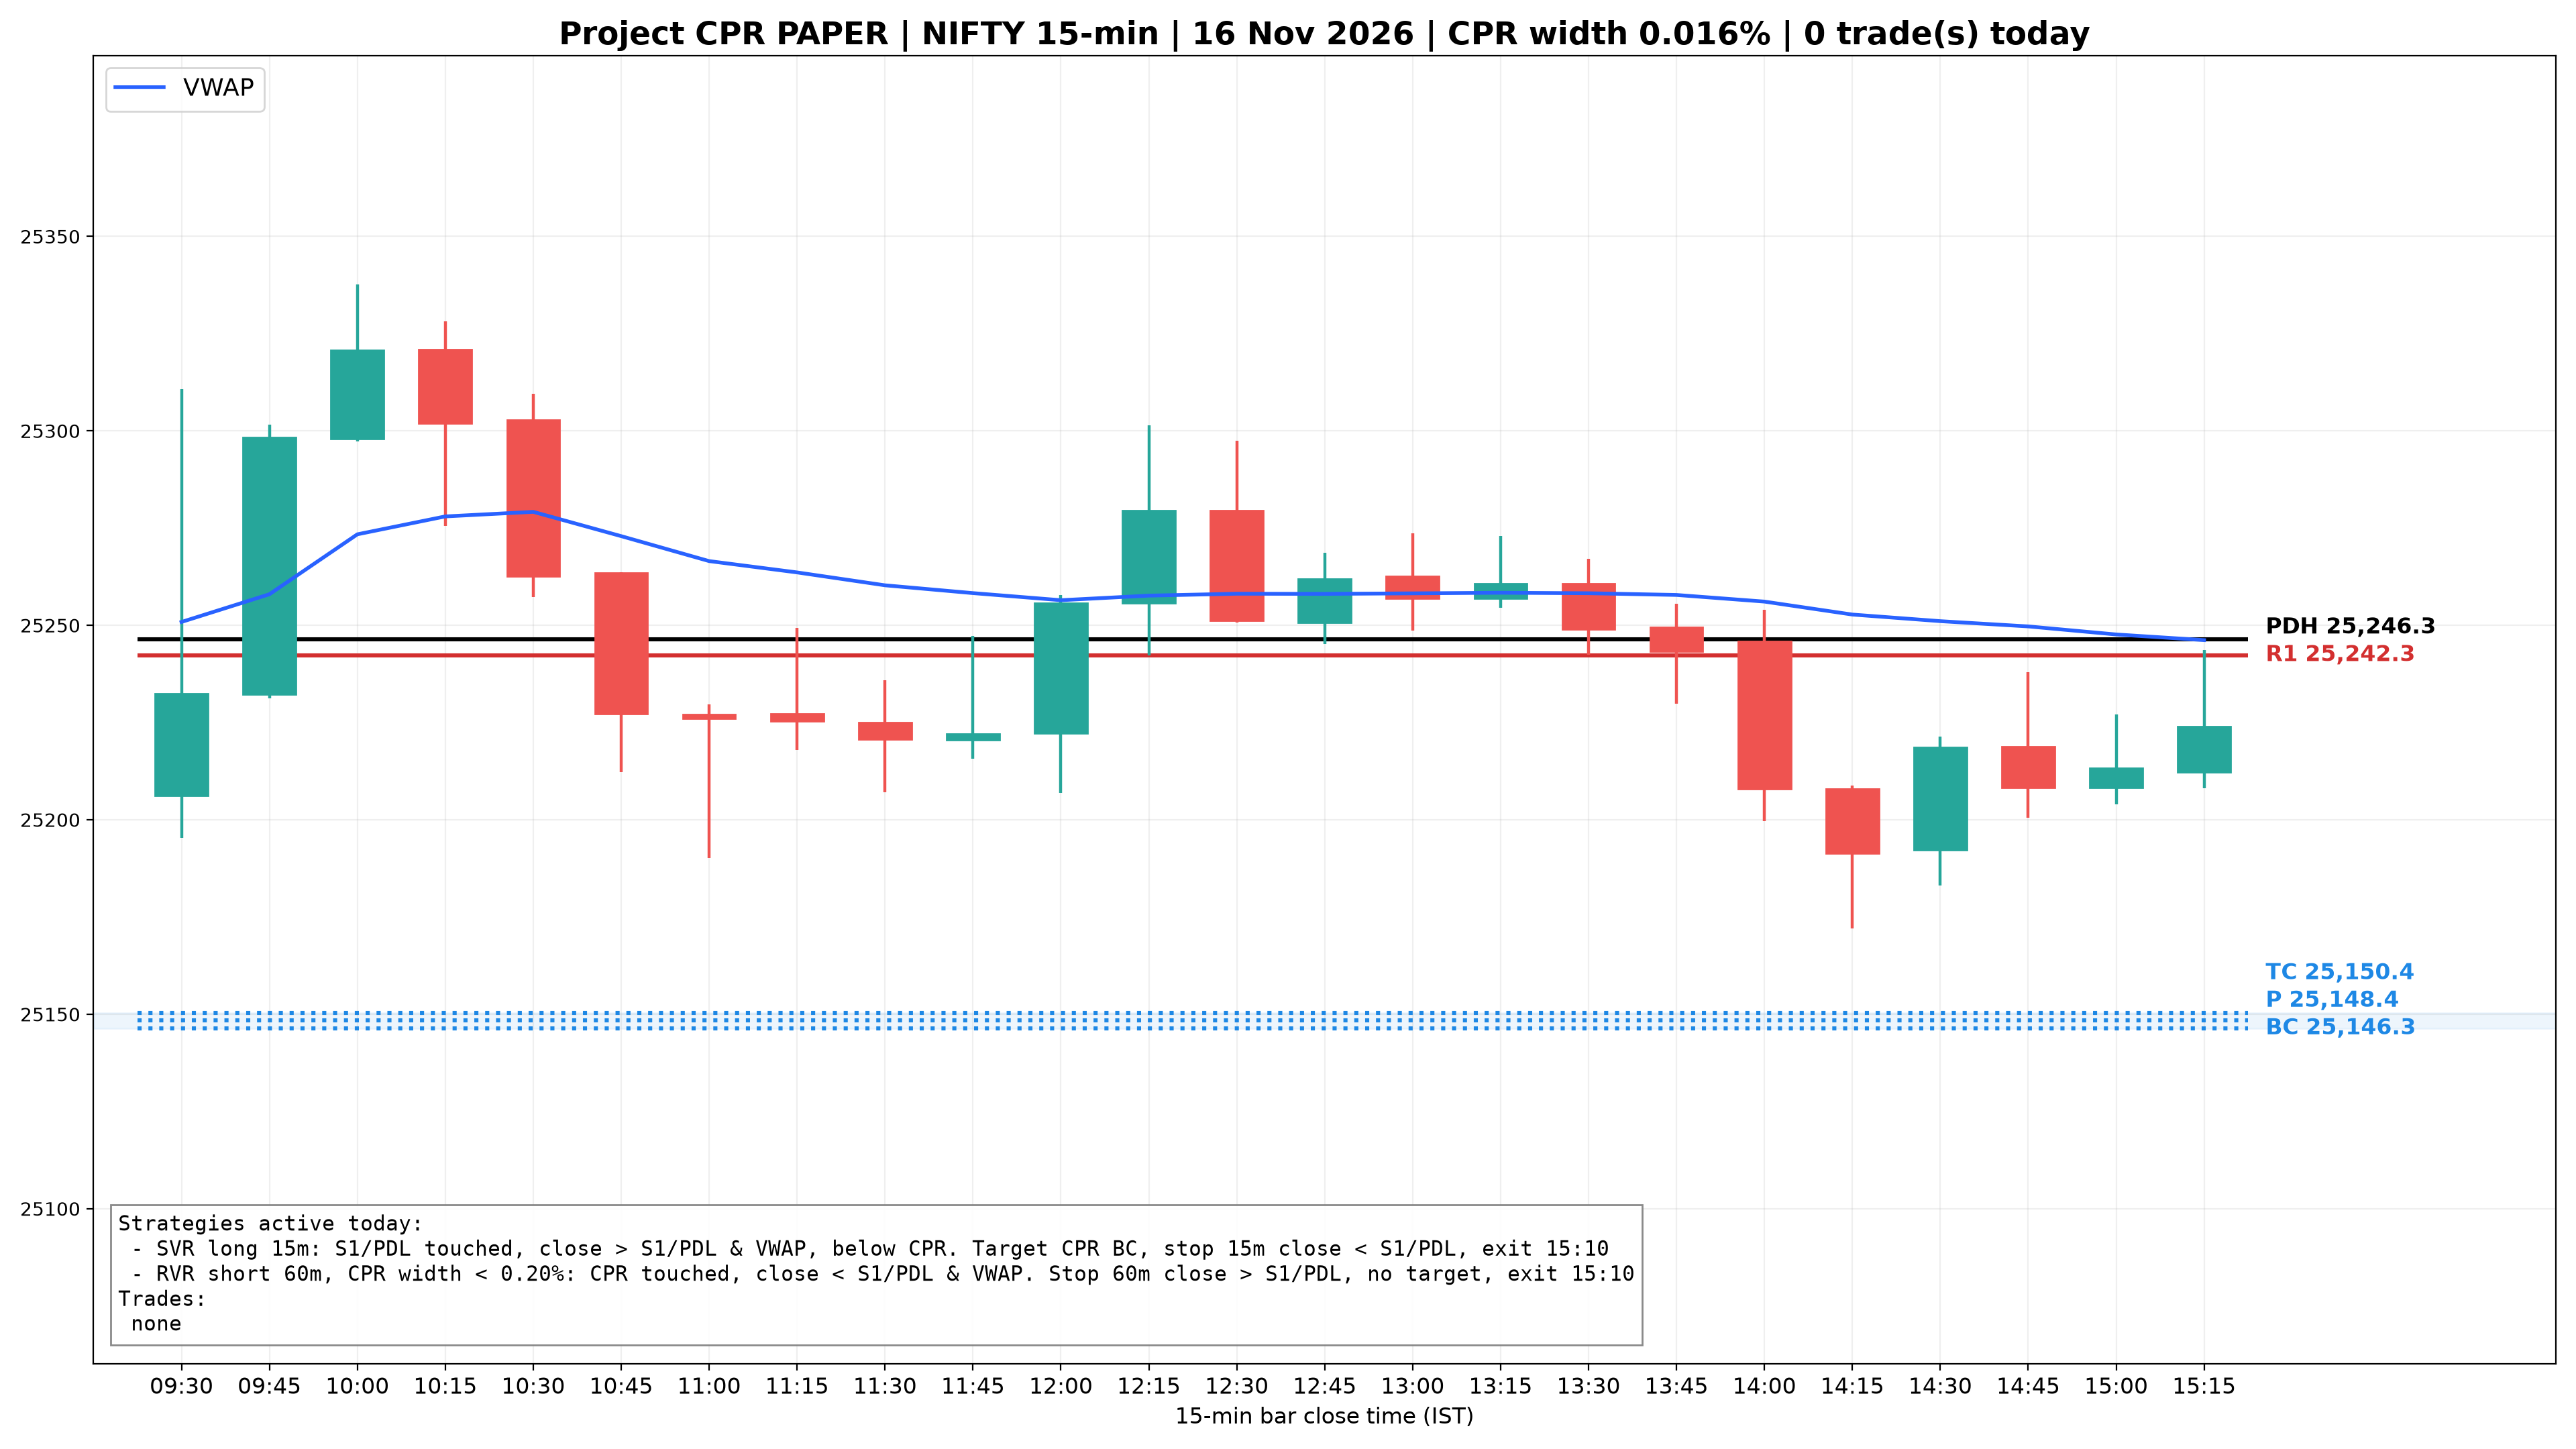 Project CPR PAPER | NIFTY 15-min | 16 Nov 2026 | CPR width 0.016% | 0 trade(s) today
VWAP
25350
25300
25250
25200
25150
25100
PDH 25,246.3
R1 25,242.3
TC 25,150.4
P 25,148.4
BC 25,146.3
Strategies active today:
- SVR long 15m: S1/PDL touched, close > S1/PDL & VWAP, below CPR. Target CPR BC, stop 15m close < S1/PDL, exit 15:10
- RVR short 60m, CPR width < 0.20%: CPR touched, close < S1/PDL & VWAP. Stop 60m close > S1/PDL, no target, exit 15:10
Trades:
none
09:30 09:45 10:00 10:15 10:30 10:45 11:00 11:15 11:30 11:45 12:00 12:15 12:30 12:45 13:00 13:15 13:30 13:45 14:00 14:15 14:30 14:45 15:00 15:15
15-min bar close time (IST)